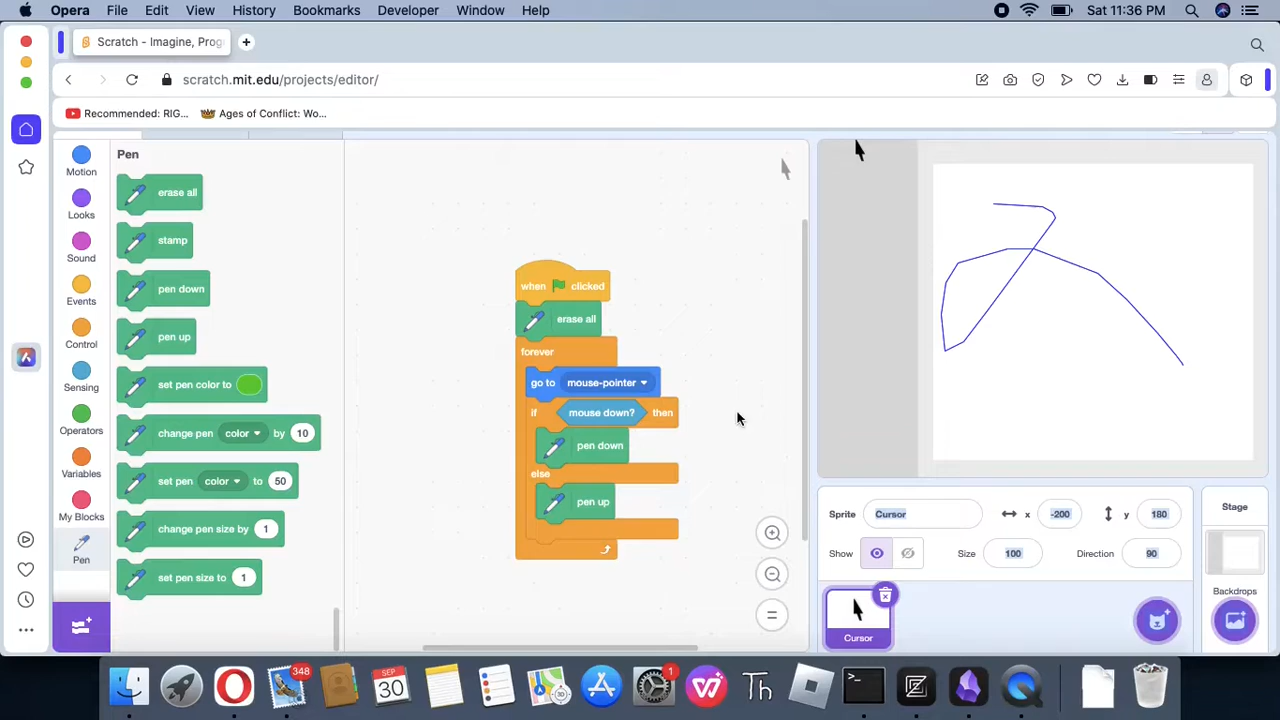 Opera File Edit View History Bookmarks Developer Window Help Sat 11:36 PM
Scratch - Imagine, Prog
scratch.mit.edu/projects/editor/
Recommended: RIG... Ages of Conflict: Wo...
Motion
Looks
Sound
Events
Control
Sensing
Operators
Variables
My Blocks
Pen
Pen
erase all
stamp
pen down
pen up
set pen color to
change pen color by 10
set pen color to 50
change pen size by 1
set pen size to 1
when clicked
erase all
forever
go to mouse-pointer
if mouse down? then
pen down
else
pen up
Sprite Cursor x -200 y 180
Show Size 100 Direction 90
Cursor
Stage
Backdrops
348
SEP
30
1
Th
>_